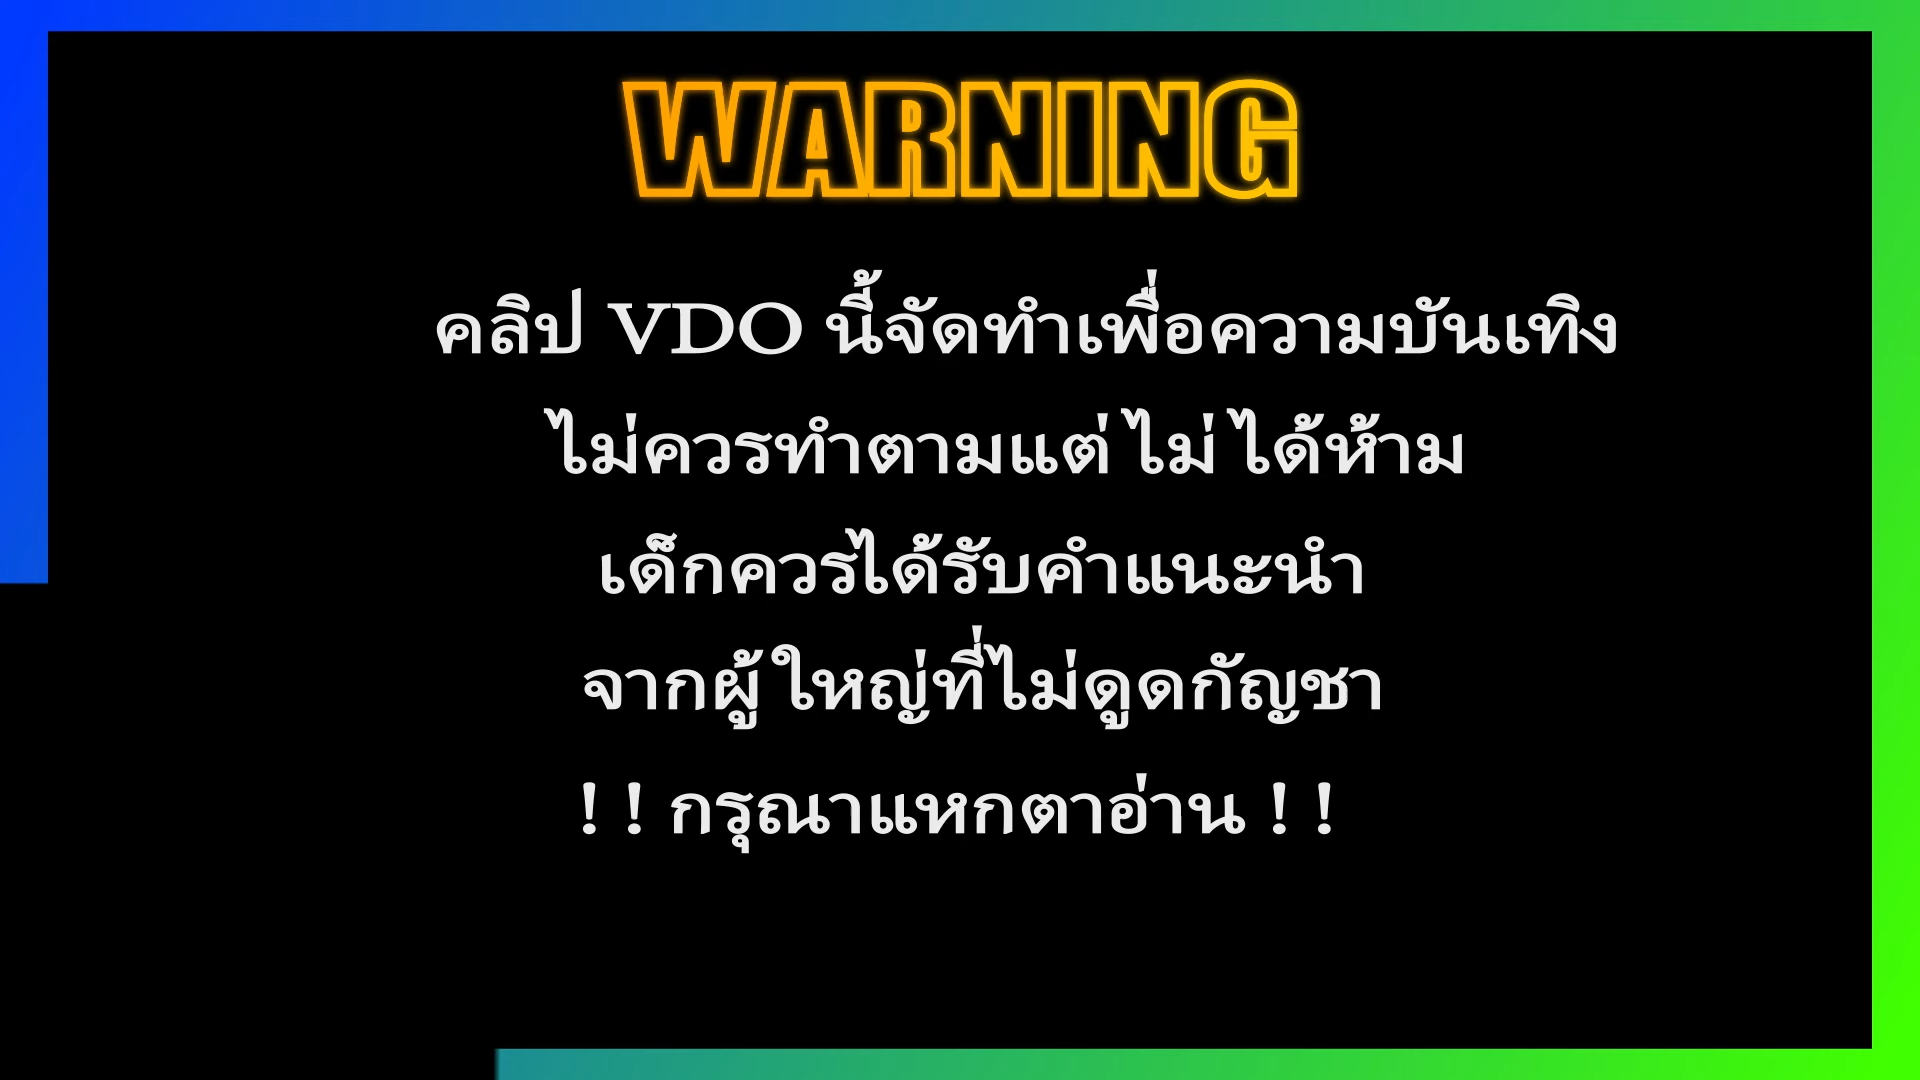 WARNING
คลิป VDO นี้จัดทำเพื่อความบันเทิง
ไม่ควรทำตามแต่ไม่ได้ห้าม
เด็กควรได้รับคำแนะนำ
จากผู้ใหญ่ที่ไม่ดูดกัญชา
! ! กรุณาแหกตาอ่าน ! !